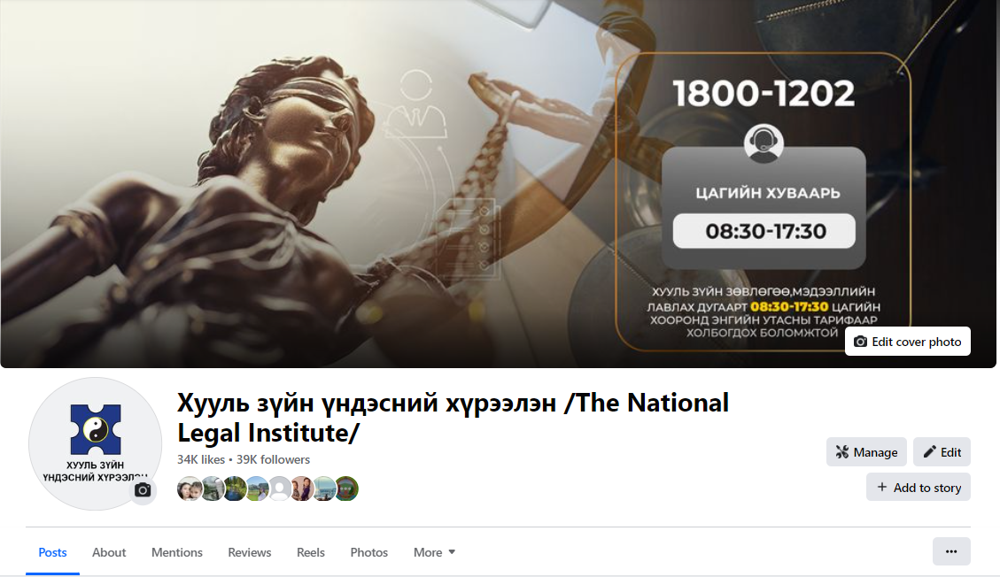 1800-1202
ЦАГИЙН ХУВААРЬ
08:30-17:30
ХУУЛЬ ЗҮЙН ЗӨВЛӨГӨӨ,МЭДЭЭЛЛИЙН
ЛАВЛАХ ДУГААРТ 08:30-17:30 ЦАГИЙН
ХООРОНД ЭНГИЙН УТАСНЫ ТАРИФААР
ХОЛБОГДОХ БОЛОМЖТОЙ
Edit cover photo
ХУУЛЬ ЗҮЙН
ҮНДЭСНИЙ ХҮРЭЭЛЭН
Хууль зүйн үндэсний хүрээлэн /The National
Legal Institute/
34K likes • 39K followers
Manage
Edit
+ Add to story
Posts About Mentions Reviews Reels Photos More